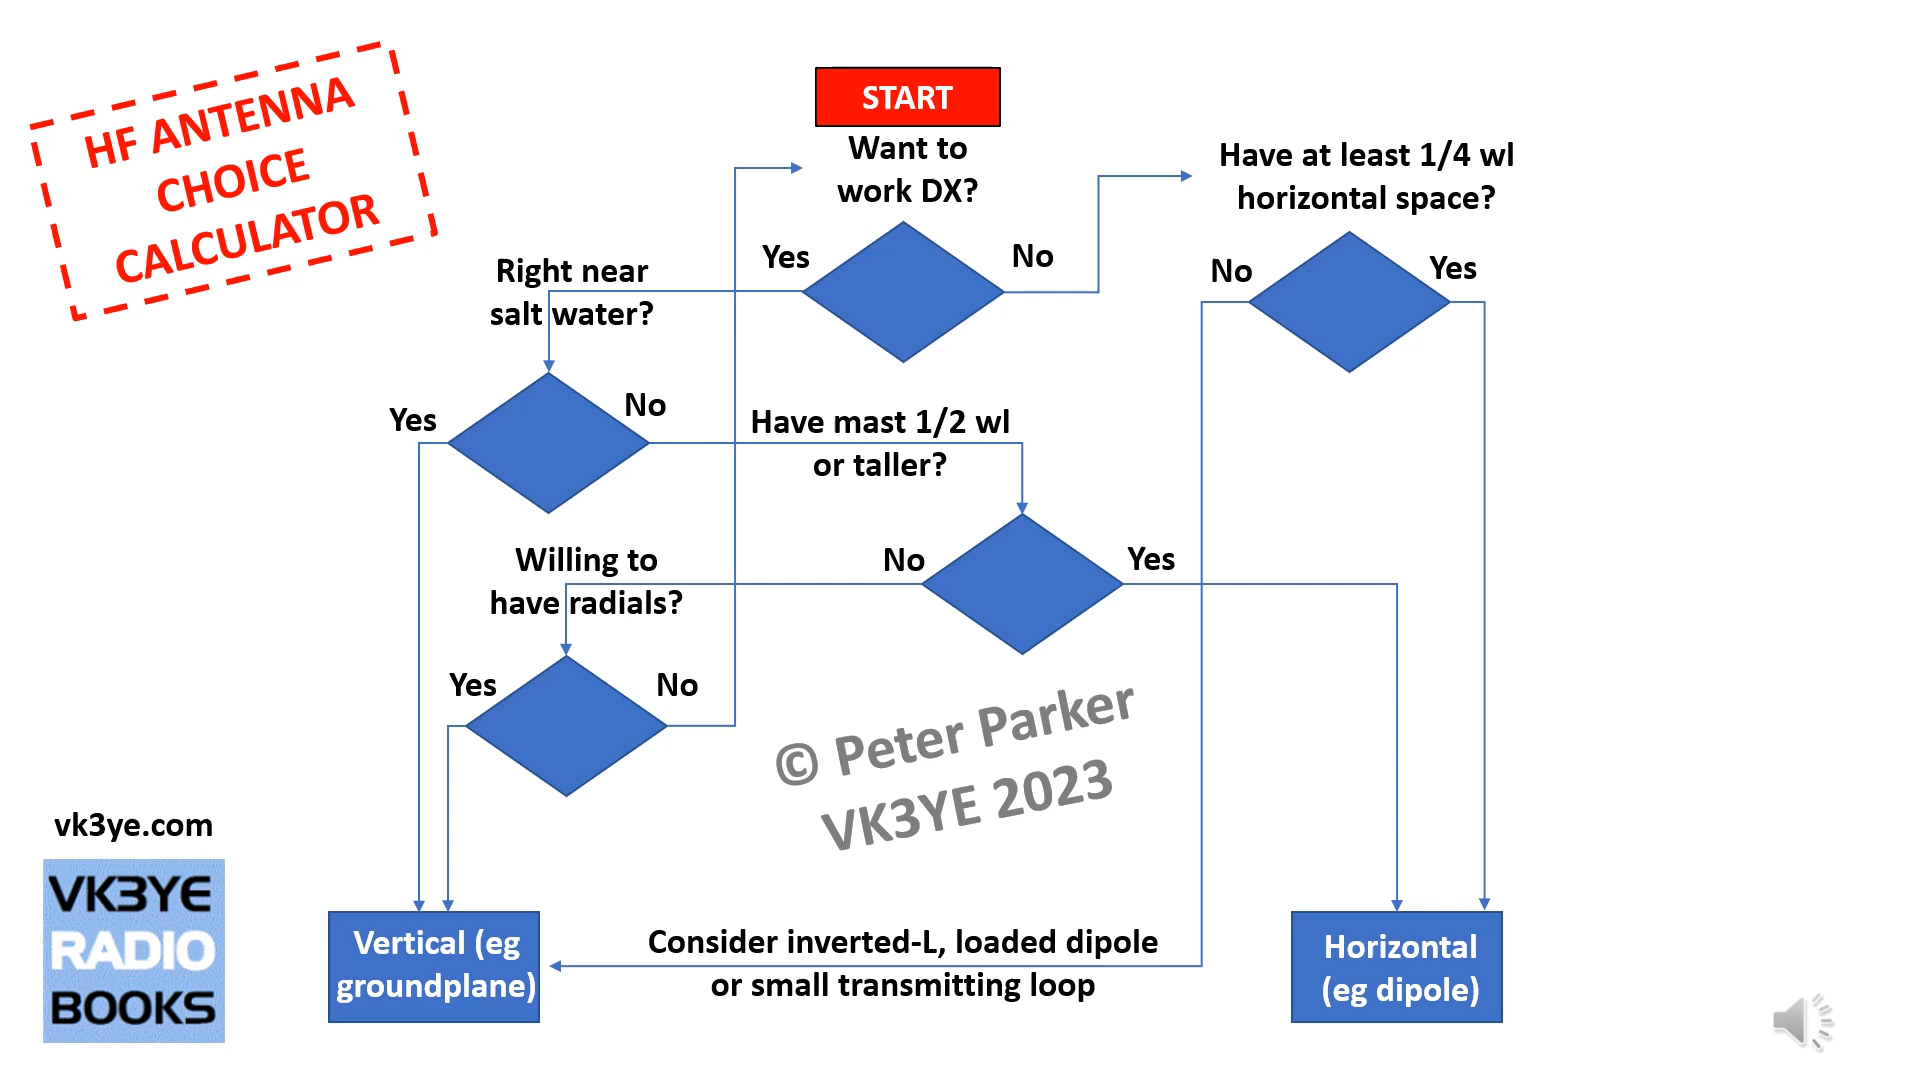 HF ANTENNA
CHOICE
CALCULATOR
START
Want to
work DX?
Yes
No
Have at least 1/4 wl
horizontal space?
No
Yes
Right near
salt water?
Yes
No
Have mast 1/2 wl
or taller?
No
Yes
Willing to
have radials?
Yes
No
© Peter Parker
VK3YE 2023
vk3ye.com
VK3YE
RADIO
BOOKS
Vertical (eg
groundplane)
Consider inverted-L, loaded dipole
or small transmitting loop
Horizontal
(eg dipole)